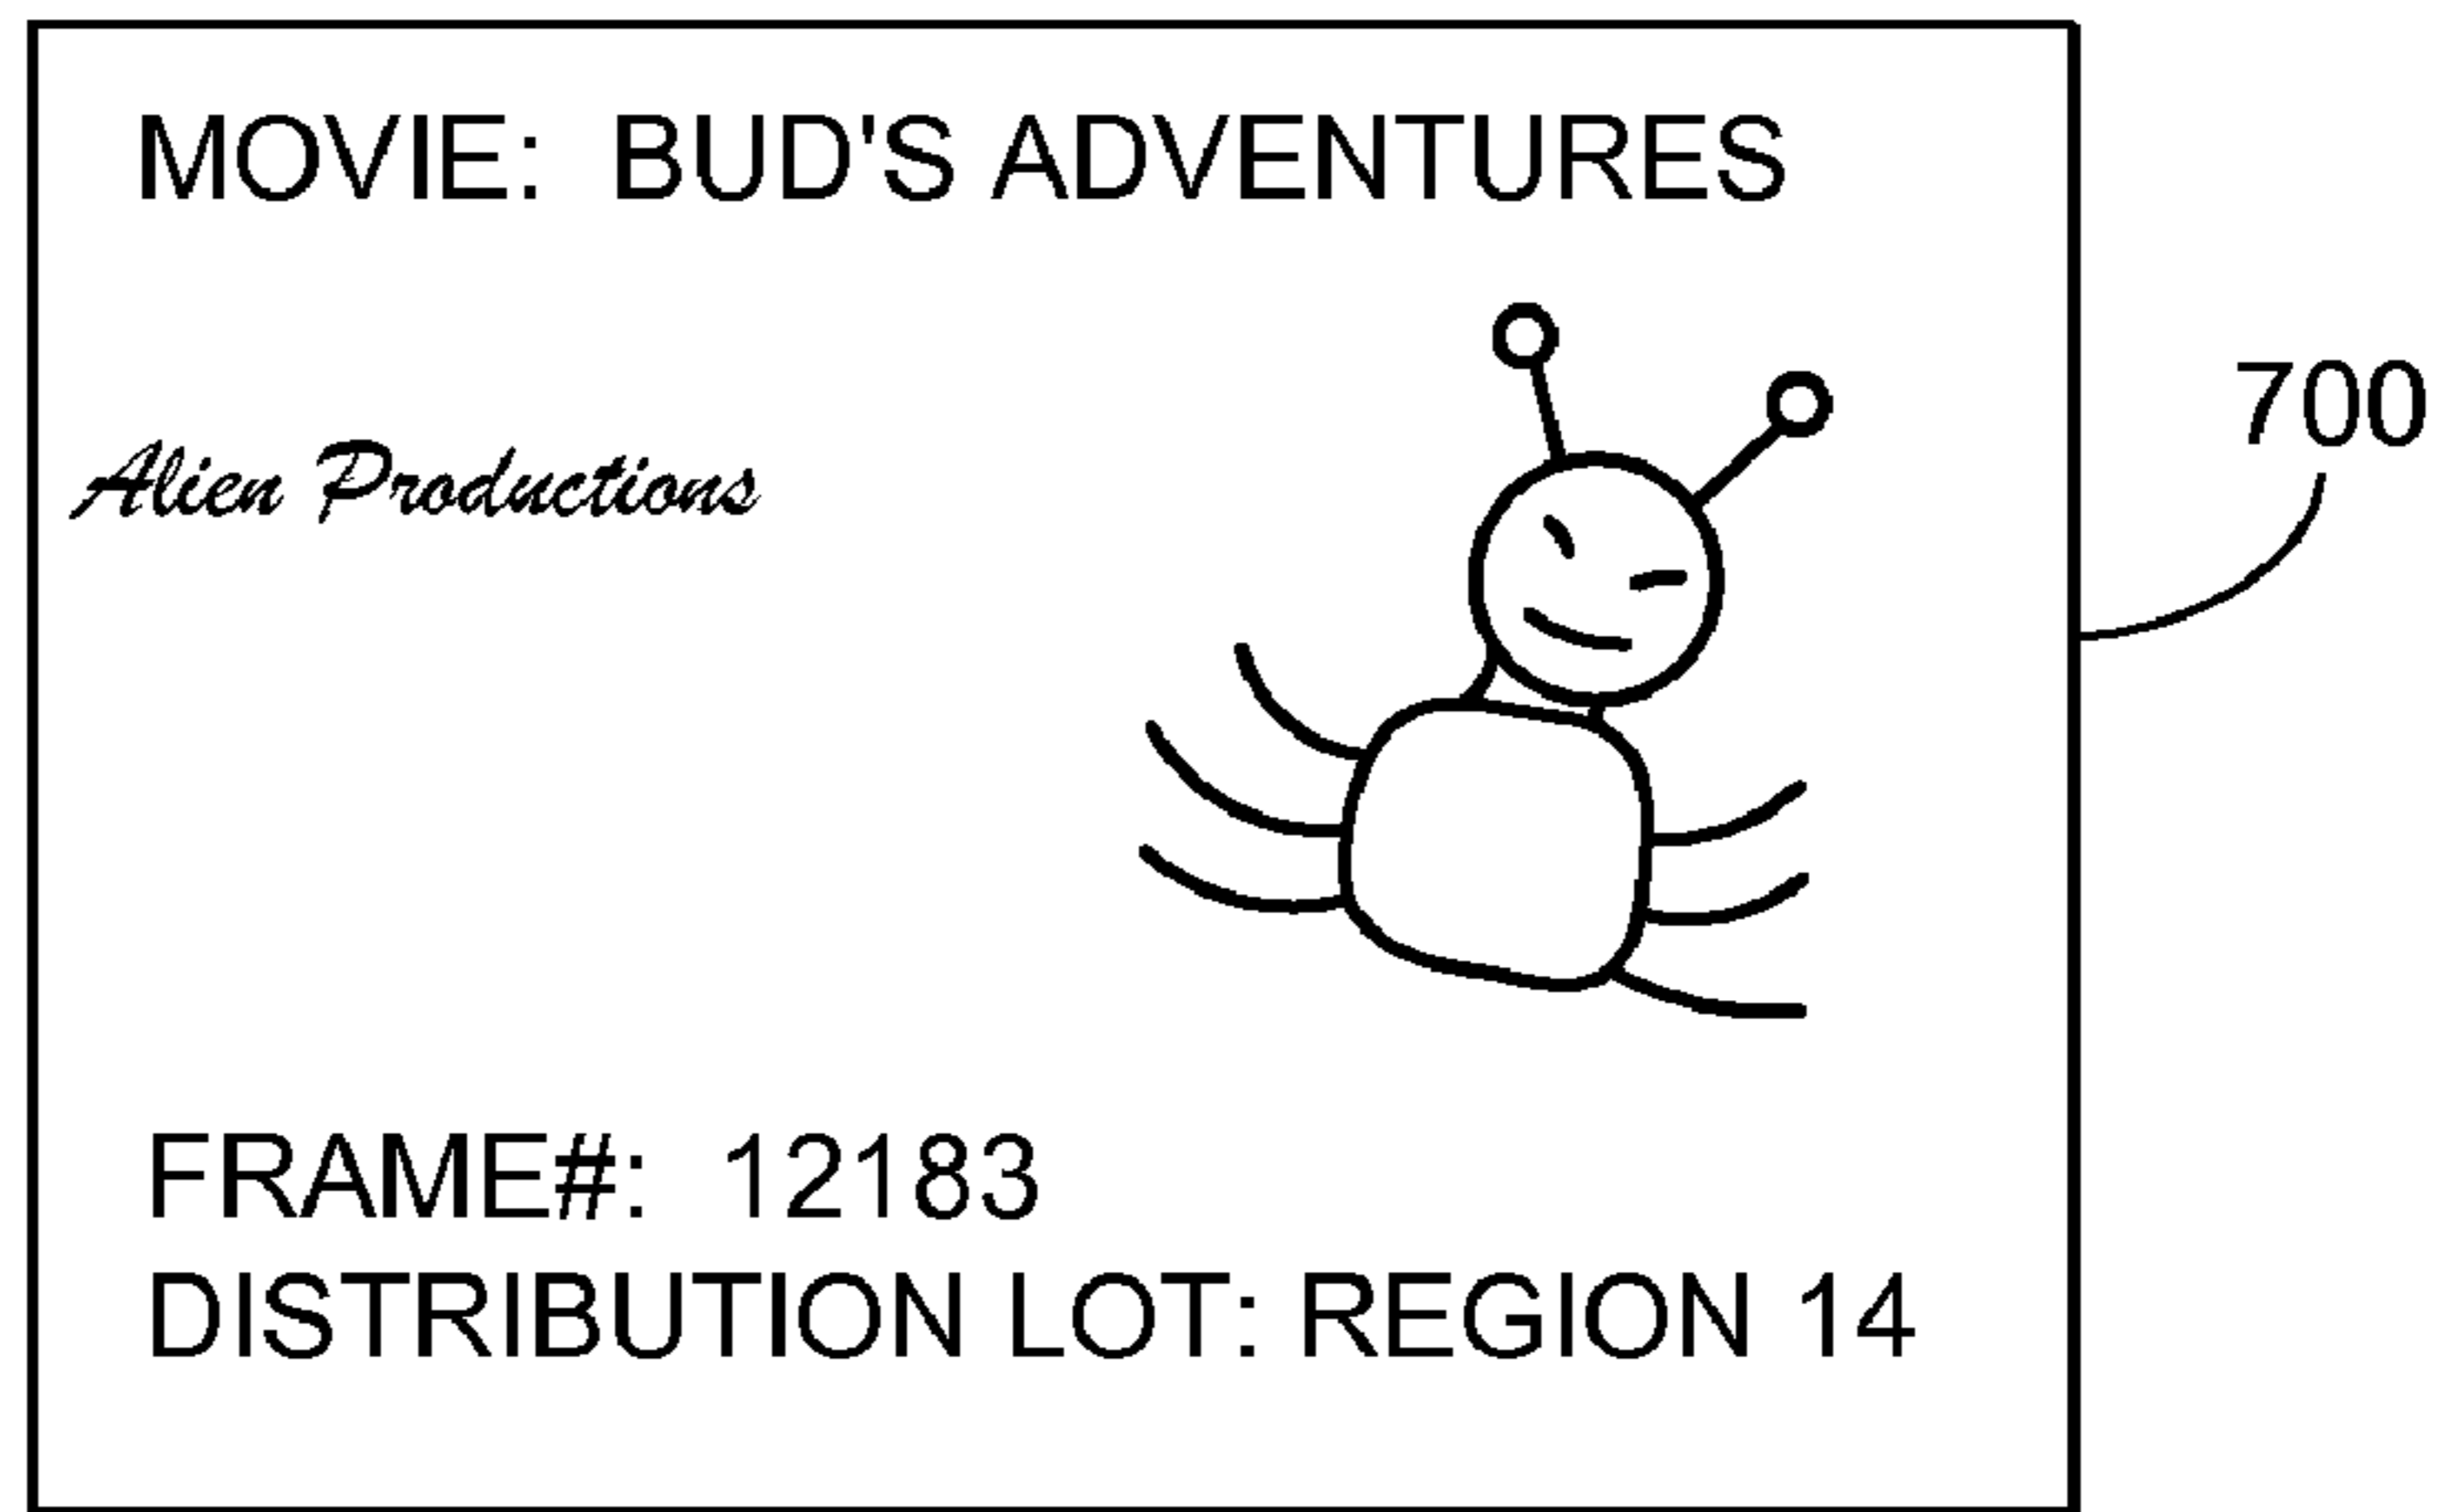 MOVIE: BUD'S ADVENTURES
700
Alien Productions
FRAME#: 12183
DISTRIBUTION LOT: REGION 14